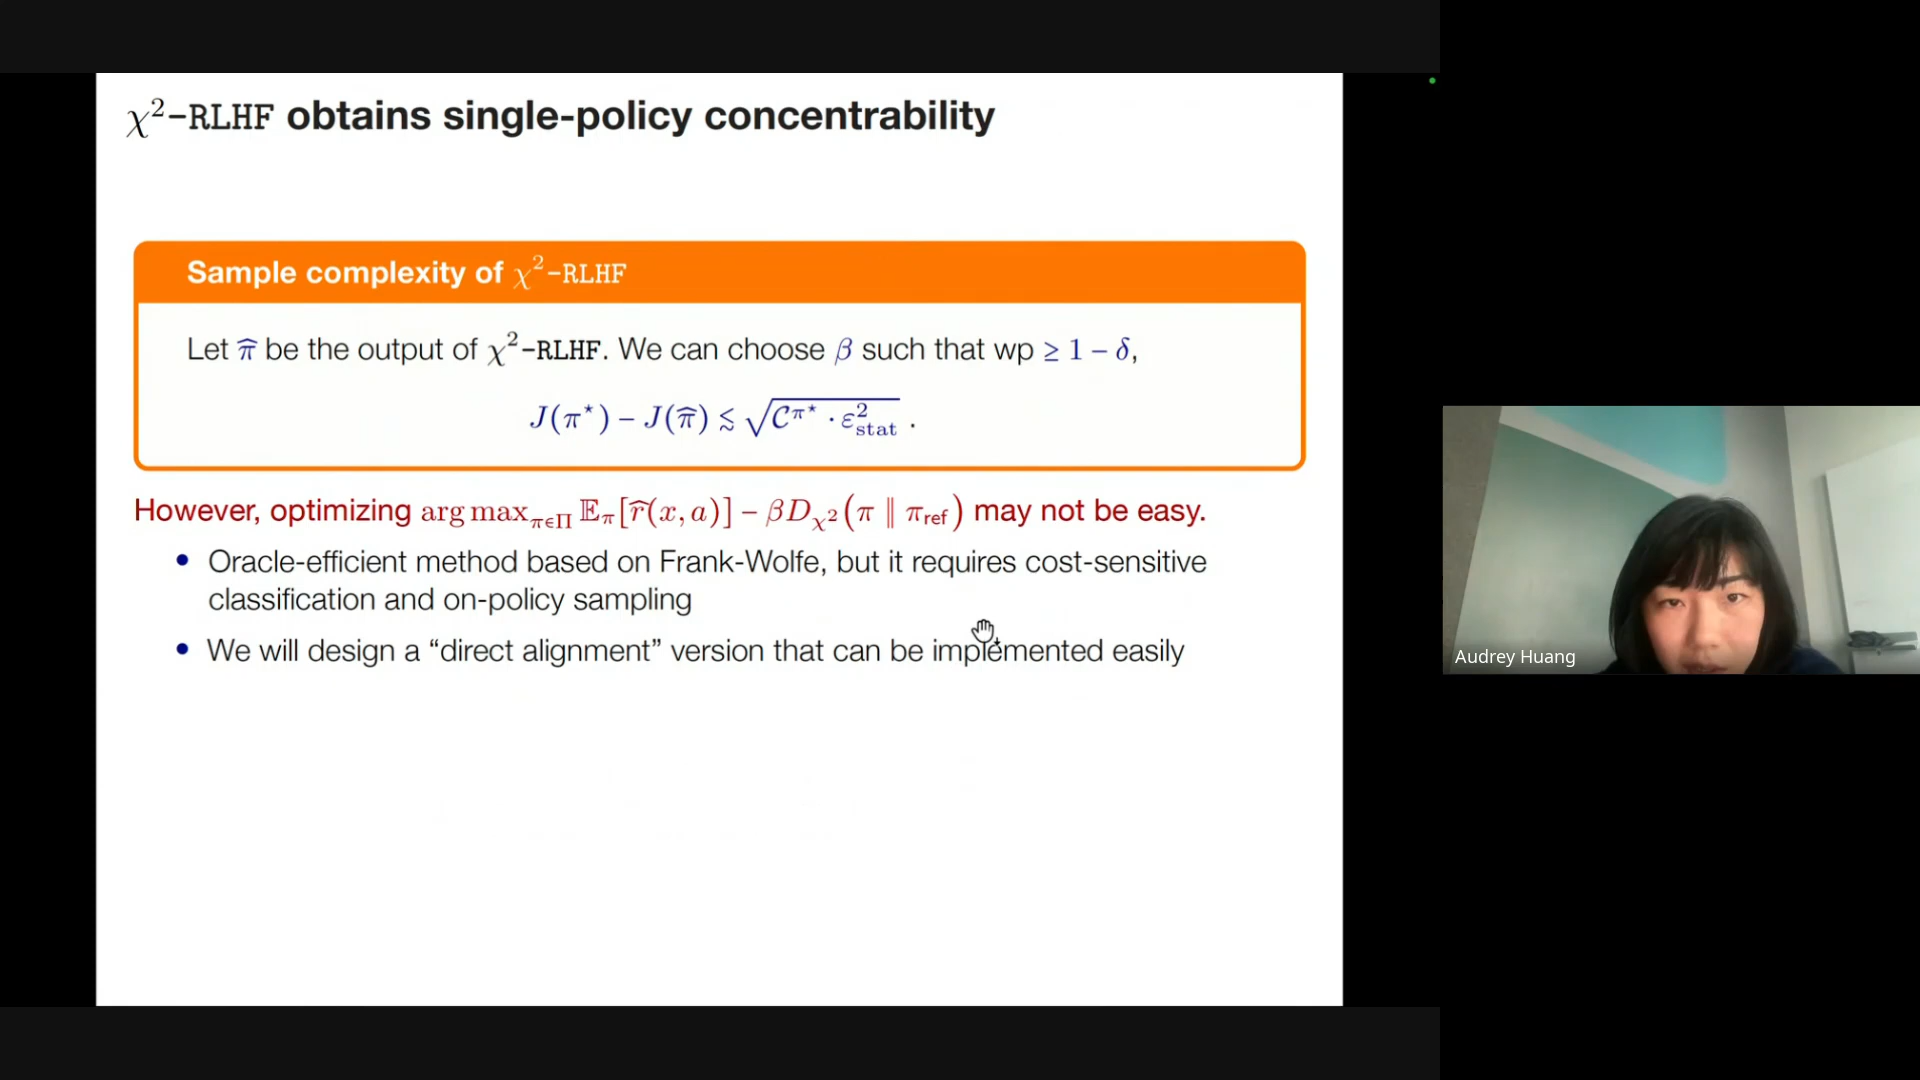 χ²-RLHF obtains single-policy concentrability
Sample complexity of χ²-RLHF
Let π̂ be the output of χ²-RLHF. We can choose β such that wp ≥ 1 − δ,
J(π⋆) − J(π̂) ≲ √(𝒞^{π⋆} · ε²_stat) .
However, optimizing arg max_{π∈Π} 𝔼_π[r̂(x, a)] − βD_{χ²}(π ∥ π_ref) may not be easy.
• Oracle-efficient method based on Frank-Wolfe, but it requires cost-sensitive
classification and on-policy sampling
• We will design a “direct alignment” version that can be implemented easily
Audrey Huang